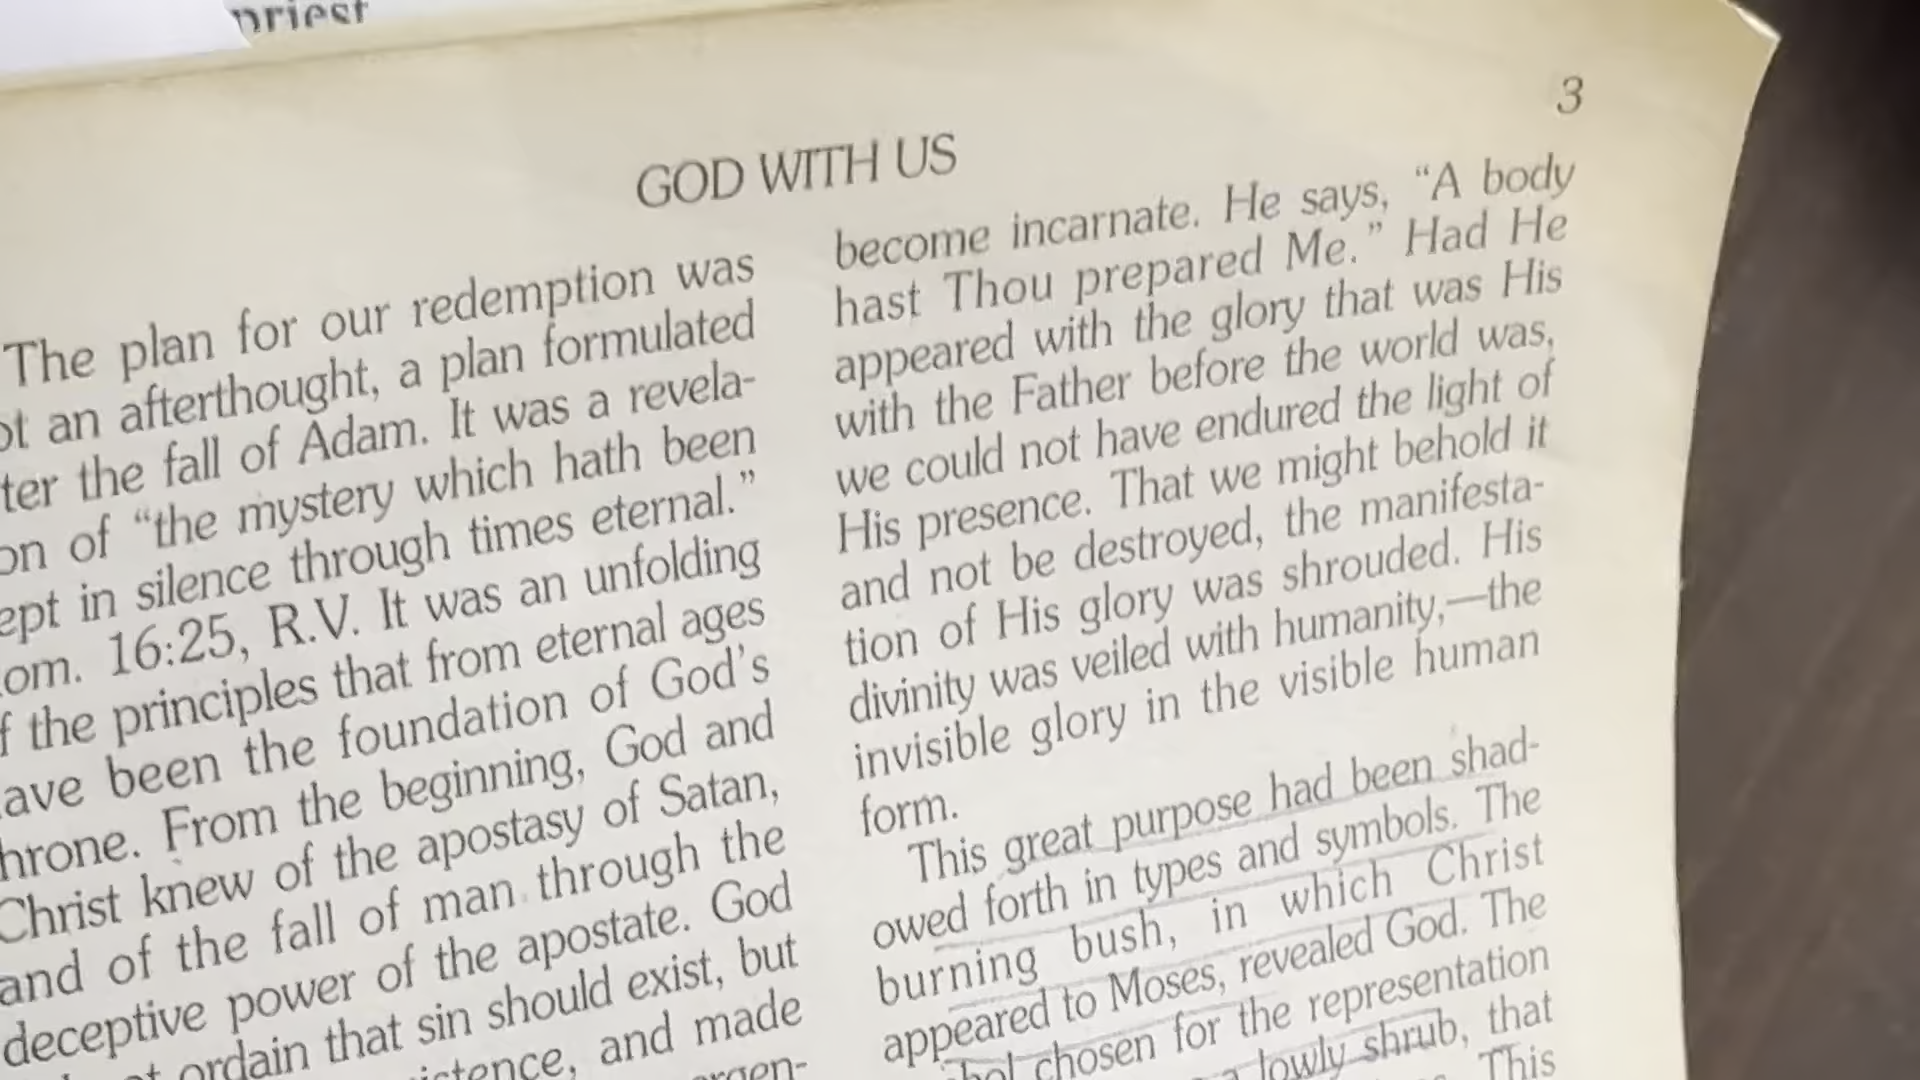 priest
3
GOD WITH US
The plan for our redemption was
an afterthought, a plan formulated
the fall of Adam. It was a revela-
of “the mystery which hath been
in silence through times eternal.”
16:25, R.V. It was an unfolding
the principles that from eternal ages
been the foundation of God’s
From the beginning, God and
Christ knew of the apostasy of Satan,
and of the fall of man through the
deceptive power of the apostate. God
ordain that sin should exist, but
and made
become incarnate. He says, “A body
hast Thou prepared Me.” Had He
appeared with the glory that was His
with the Father before the world was,
we could not have endured the light of
His presence. That we might behold it
and not be destroyed, the manifesta-
tion of His glory was shrouded. His
divinity was veiled with humanity,—the
invisible glory in the visible human
form.
This great purpose had been shad-
owed forth in types and symbols. The
burning bush, in which Christ
appeared to Moses, revealed God. The
chosen for the representation
lowly shrub, that
This